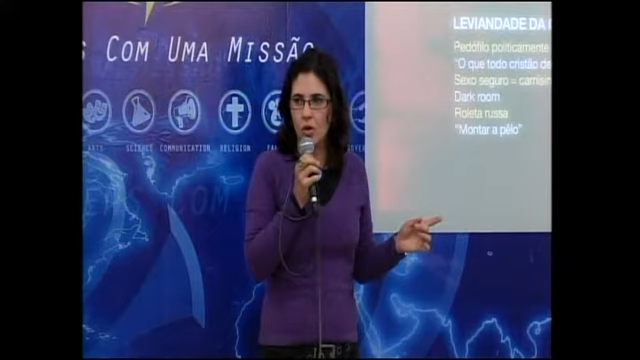 S COM UMA MISSÃO
ARTS SCIENCE COMMUNICATION RELIGION
LEVIANDADE DA
Pedófilo politicamente
"O que todo cristão de
Sexo seguro = camisin
Dark room
Roleta russa
"Montar a pêlo"